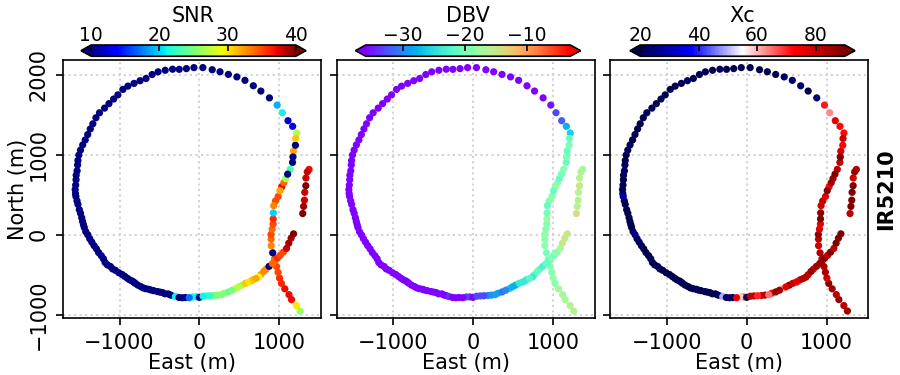 SNR DBV Xc
10 20 30 40 −30 −20 −10 20 40 60 80
2000
1000
0
−1000
North (m)
−1000 0 1000 −1000 0 1000 −1000 0 1000
East (m) East (m) East (m)
IR5210